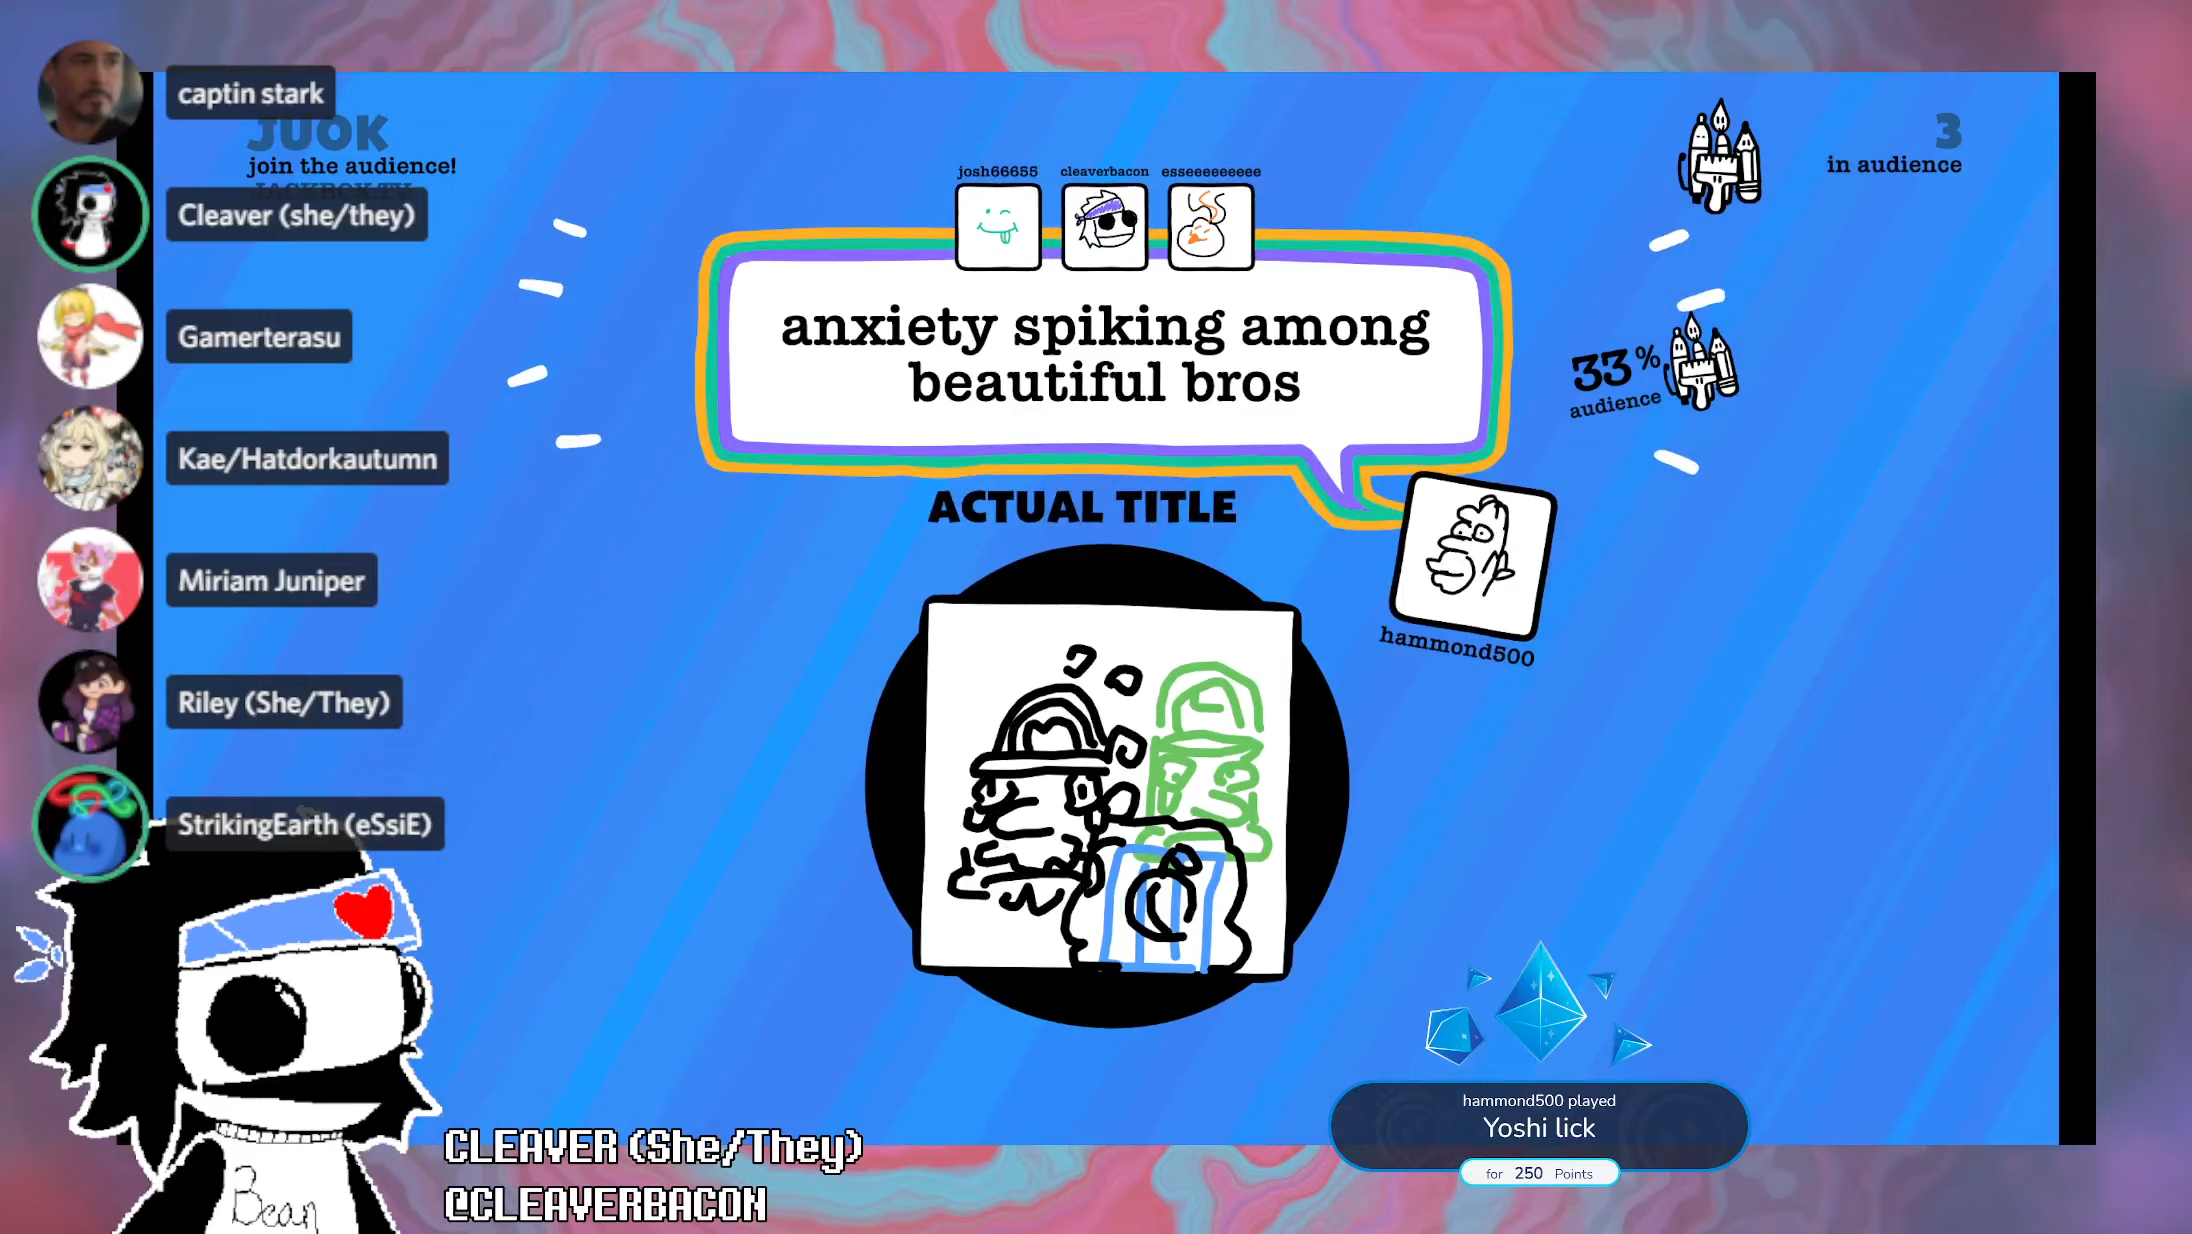 captin stark
JUOK
join the audience!
JACKBOX.TV
Cleaver (she/they)
Gamerterasu
Kae/Hatdorkautumn
Miriam Juniper
Riley (She/They)
StrikingEarth (eSsiE)
josh66655
cleaverbacon
esseeeeeeeee
3
in audience
anxiety spiking among
beautiful bros
33%
audience
ACTUAL TITLE
hammond500
hammond500 played
Yoshi lick
for 250 Points
Bean
CLEAVER (She/They)
@CLEAVERBACON